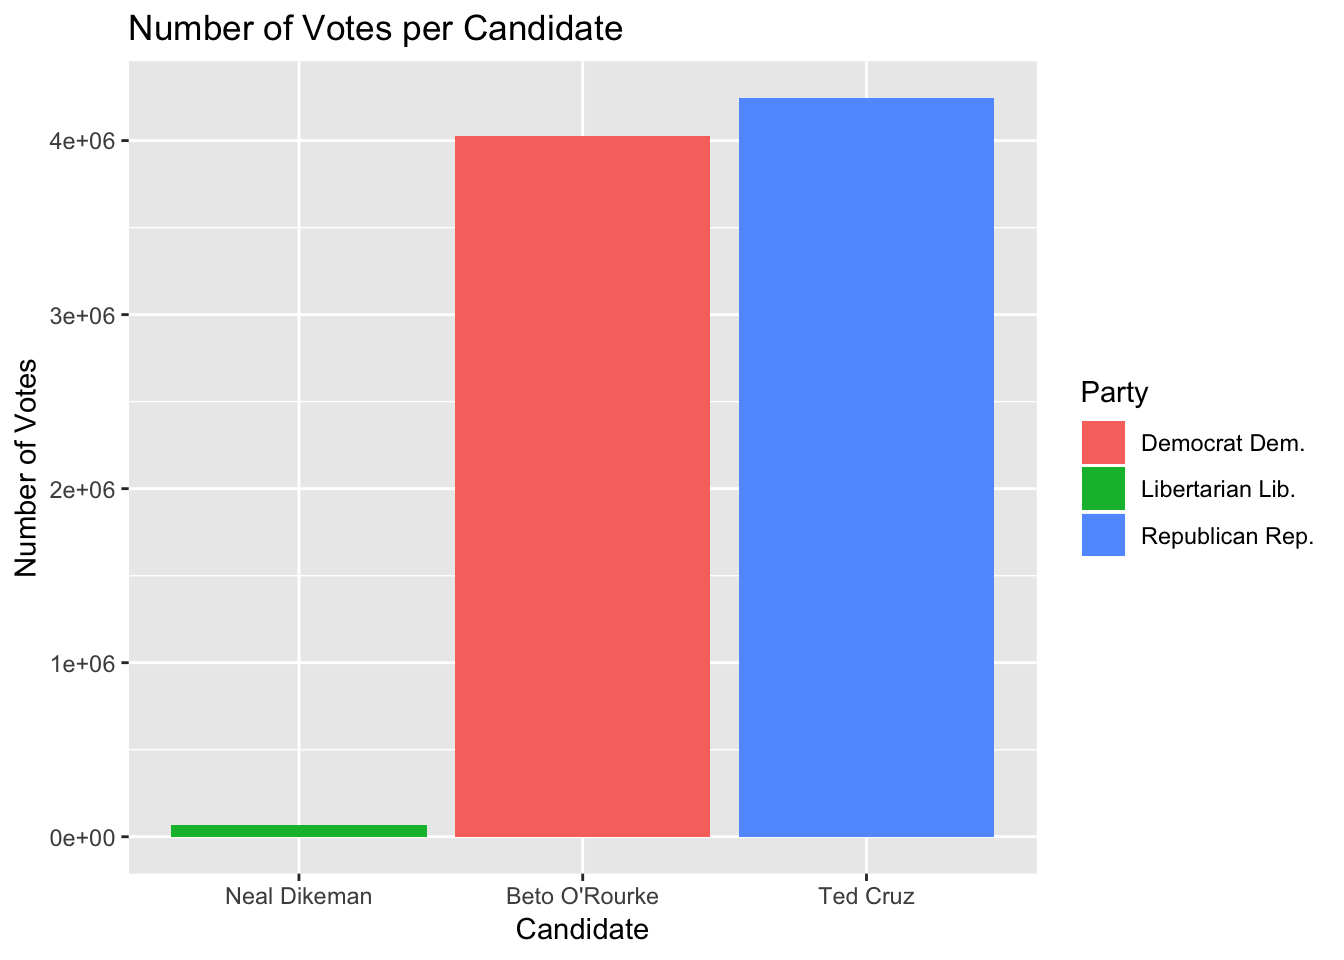 Number of Votes per Candidate
Number of Votes
4e+06
3e+06
2e+06
1e+06
0e+00
Neal Dikeman
Beto O'Rourke
Ted Cruz
Candidate
Party
Democrat Dem.
Libertarian Lib.
Republican Rep.